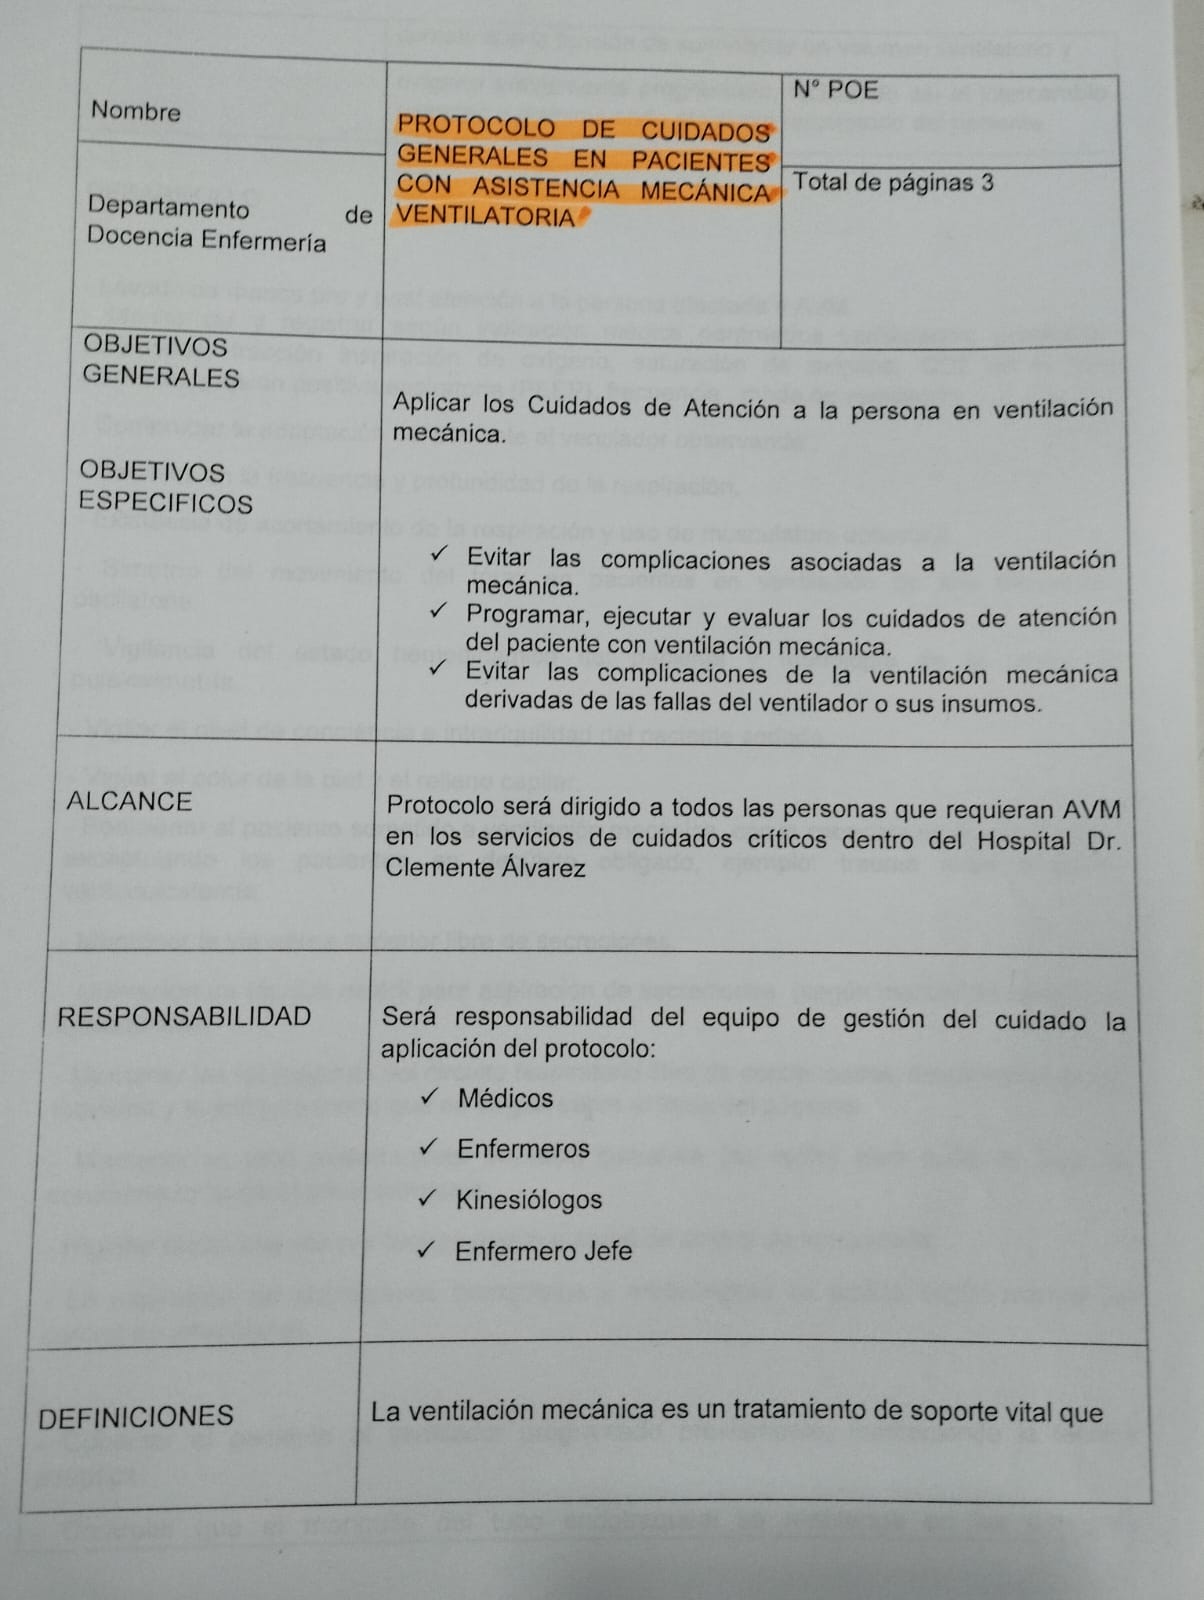 Nombre
Departamento de
Docencia Enfermería
PROTOCOLO DE CUIDADOS
GENERALES EN PACIENTES
CON ASISTENCIA MECÁNICA
VENTILATORIA
N° POE
Total de páginas 3
OBJETIVOS
GENERALES
Aplicar los Cuidados de Atención a la persona en ventilación
mecánica.
OBJETIVOS
ESPECIFICOS
✓ Evitar las complicaciones asociadas a la ventilación
mecánica.
✓ Programar, ejecutar y evaluar los cuidados de atención
del paciente con ventilación mecánica.
✓ Evitar las complicaciones de la ventilación mecánica
derivadas de las fallas del ventilador o sus insumos.
ALCANCE
Protocolo será dirigido a todos las personas que requieran AVM
en los servicios de cuidados críticos dentro del Hospital Dr.
Clemente Álvarez
RESPONSABILIDAD
Será responsabilidad del equipo de gestión del cuidado la
aplicación del protocolo:
✓ Médicos
✓ Enfermeros
✓ Kinesiólogos
✓ Enfermero Jefe
DEFINICIONES
La ventilación mecánica es un tratamiento de soporte vital que